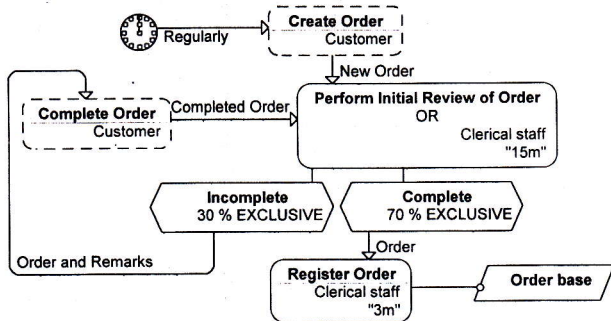 Create Order
Customer
Regularly
New Order
Complete Order
Customer
Completed Order
Perform Initial Review of Order
OR
Clerical staff
"15m"
Incomplete
30 % EXCLUSIVE
Complete
70 % EXCLUSIVE
Order and Remarks
Order
Register Order
Clerical staff
"3m"
Order base